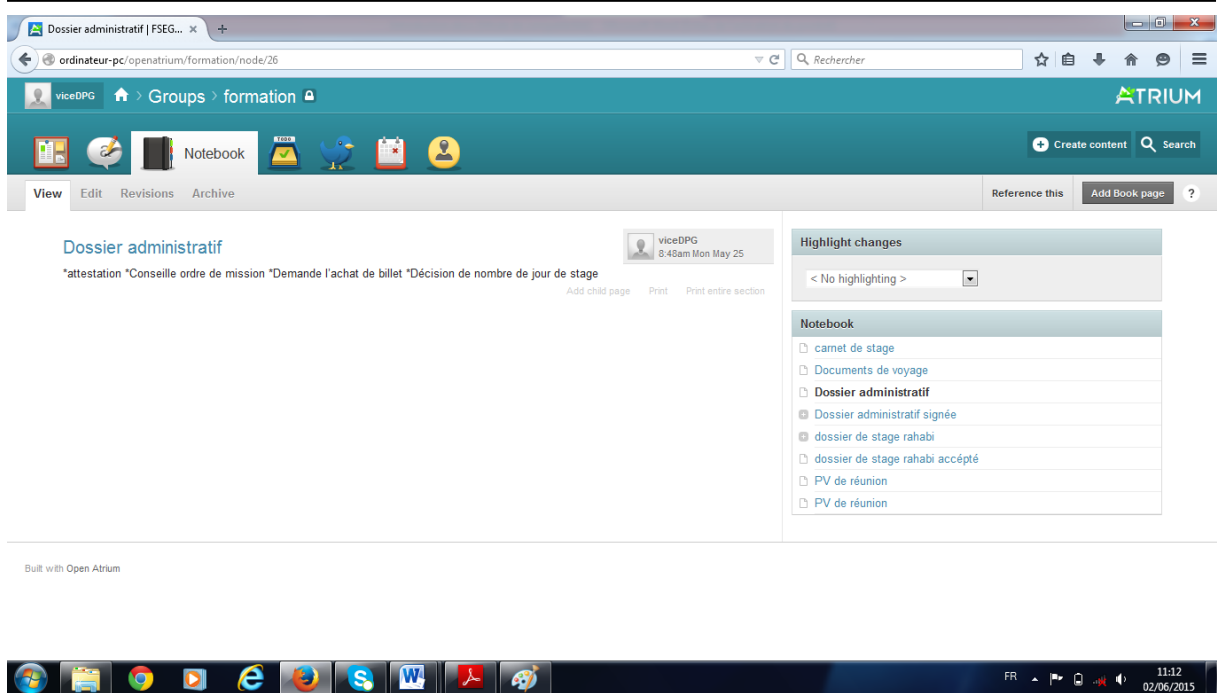 Dossier administratif | FSEG... × +
ordinateur-pc/openatrium/formation/node/26 Rechercher
viceDPG > Groups > formation ATRIUM
Notebook TODO Create content Search
View Edit Revisions Archive Reference this Add Book page ?
Dossier administratif
viceDPG
8:48am Mon May 25
*attestation *Conseille ordre de mission *Demande l'achat de billet *Décision de nombre de jour de stage
Add child page Print Print entire section
Highlight changes
< No highlighting >
Notebook
carnet de stage
Documents de voyage
Dossier administratif
Dossier administratif signée
dossier de stage rahabi
dossier de stage rahabi accépté
PV de réunion
PV de réunion
Built with Open Atrium
FR 11:12
02/06/2015